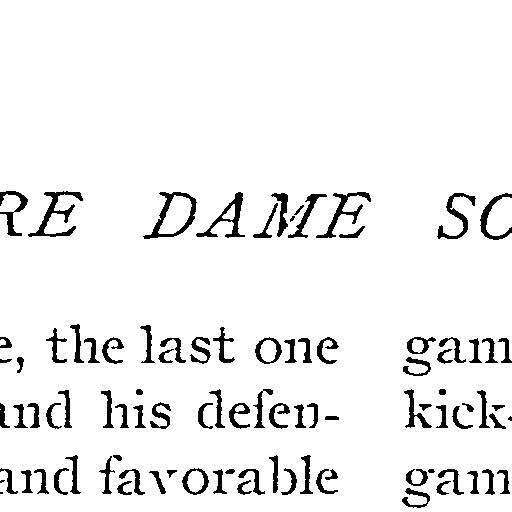 RE DAME SC
e, the last one
and his defen-
and favorable
gam
kick-
gam